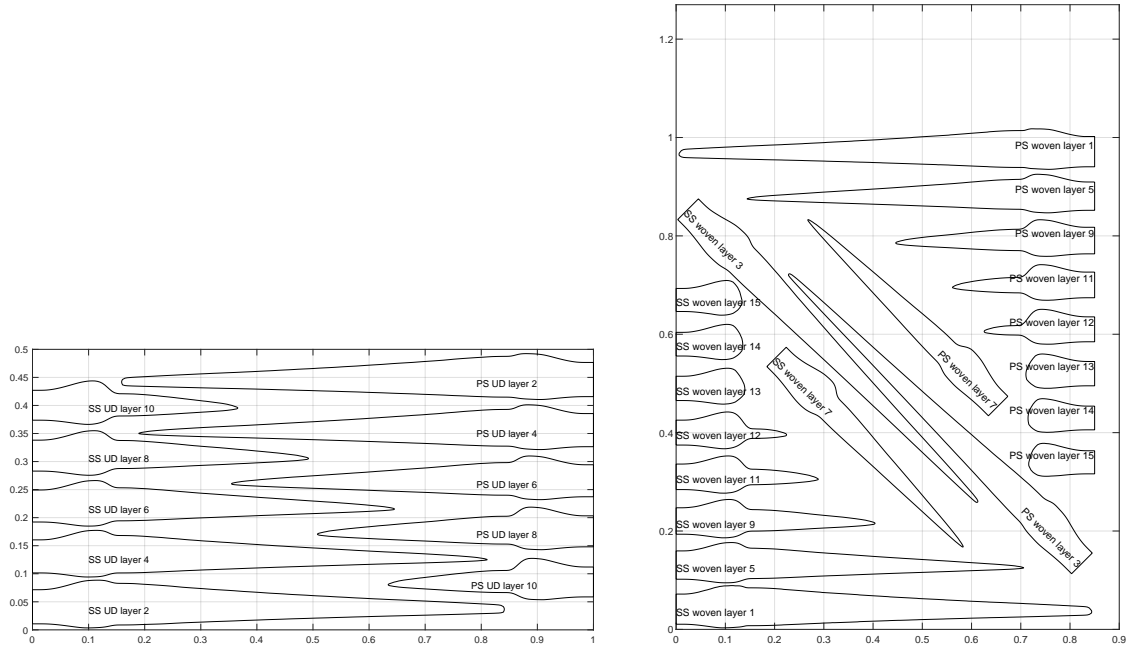 0.5
0.45
0.4
0.35
0.3
0.25
0.2
0.15
0.1
0.05
0
PS UD layer 2
SS UD layer 10
PS UD layer 4
SS UD layer 8
PS UD layer 6
SS UD layer 6
PS UD layer 8
SS UD layer 4
PS UD layer 10
SS UD layer 2
0 0.1 0.2 0.3 0.4 0.5 0.6 0.7 0.8 0.9 1
1.2
1
0.8
0.6
0.4
0.2
0
PS woven layer 1
PS woven layer 5
PS woven layer 9
SS woven layer 3
PS woven layer 11
SS woven layer 15
PS woven layer 12
SS woven layer 14
PS woven layer 13
PS woven layer 7
SS woven layer 7
SS woven layer 13
PS woven layer 14
SS woven layer 12
PS woven layer 15
SS woven layer 11
SS woven layer 9
PS woven layer 3
SS woven layer 5
SS woven layer 1
0 0.1 0.2 0.3 0.4 0.5 0.6 0.7 0.8 0.9